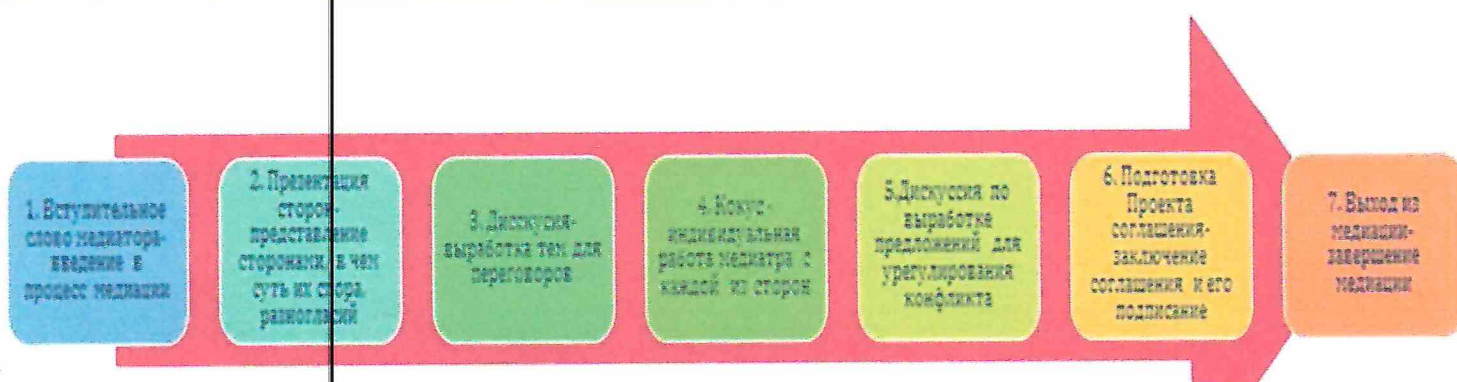 1. Вступительное
слово медиатора-
введение в
процесс медиации
2. Презентация
сторон-
представление
сторонами, в чем
суть их спора,
разногласий
3. Дисскусия-
выработка тем для
переговоров
4. Кокус-
индивидуальная
работа медиатра с
каждой из сторон
5.Дискуссия по
выработке
предложений для
урегулирования
конфликта
6. Подготовка
Проекта
соглашения-
заключение
соглашения и его
подписание
7. Выход из
медиации-
завершение
медиации